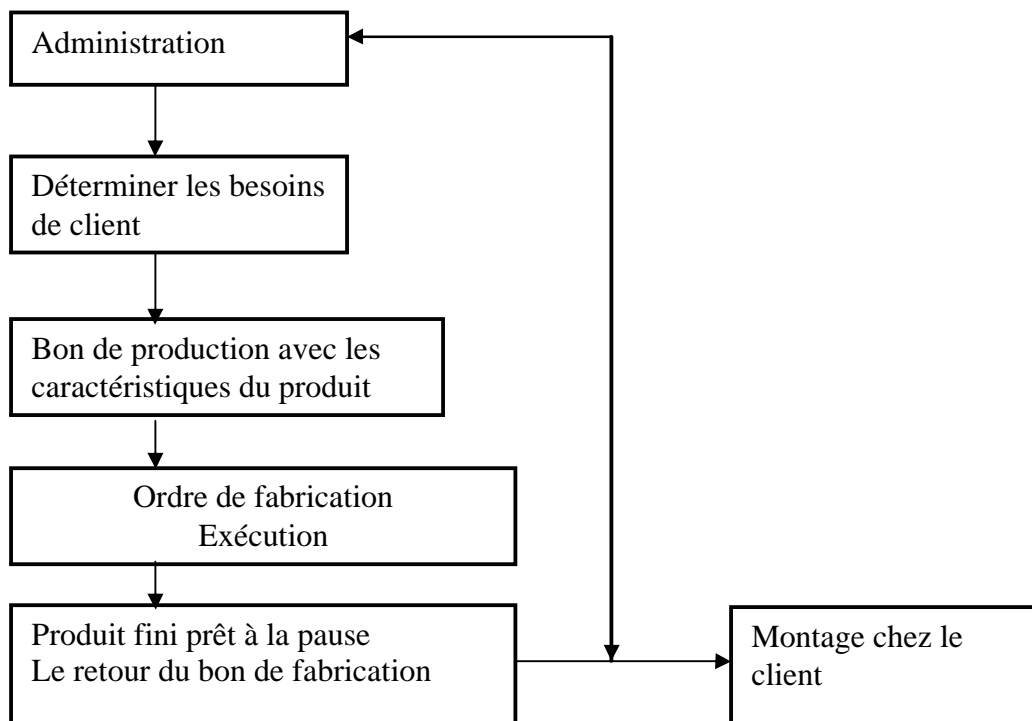 Administration
Déterminer les besoins
de client
Bon de production avec les
caractéristiques du produit
Ordre de fabrication
Exécution
Produit fini prêt à la pause
Le retour du bon de fabrication
Montage chez le
client